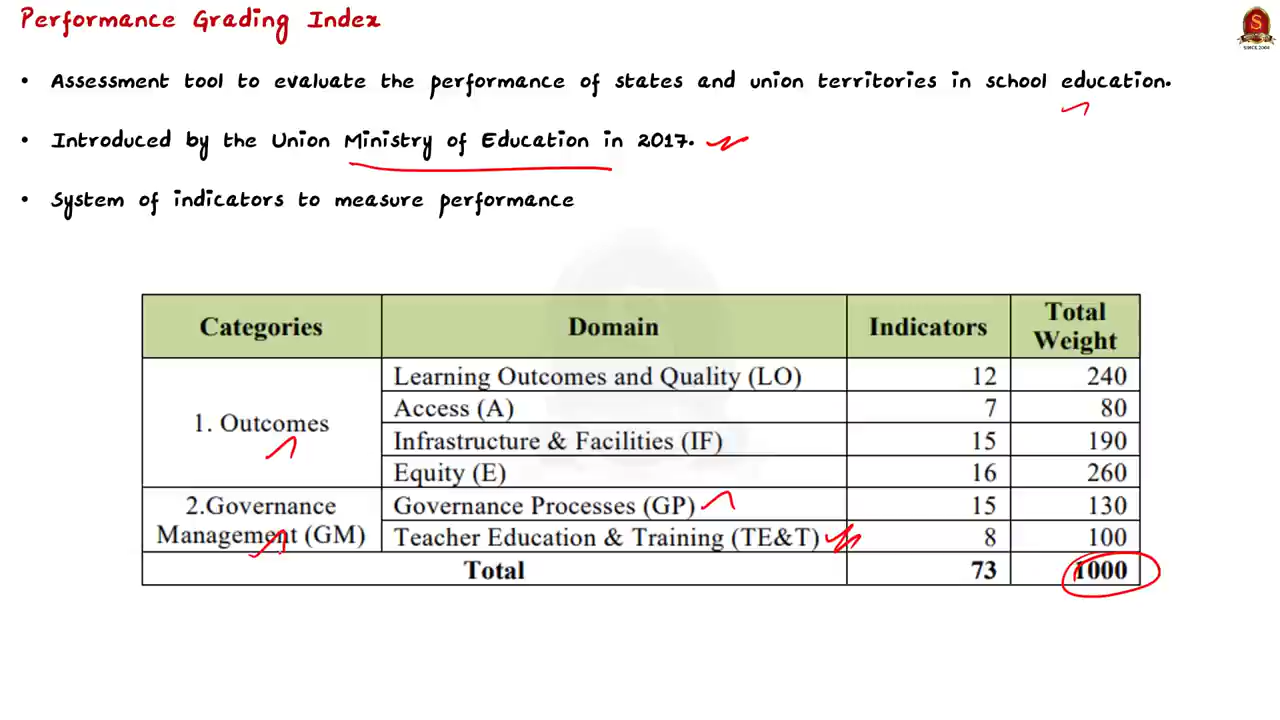 Performance Grading Index
S
SINCE 2004
• Assessment tool to evaluate the performance of states and union territories in school education.
• Introduced by the Union Ministry of Education in 2017.
• System of indicators to measure performance
Categories Domain Indicators Total Weight
1. Outcomes
Learning Outcomes and Quality (LO) 12 240
Access (A) 7 80
Infrastructure & Facilities (IF) 15 190
Equity (E) 16 260
2.Governance Management (GM)
Governance Processes (GP) 15 130
Teacher Education & Training (TE&T) 8 100
Total 73 1000